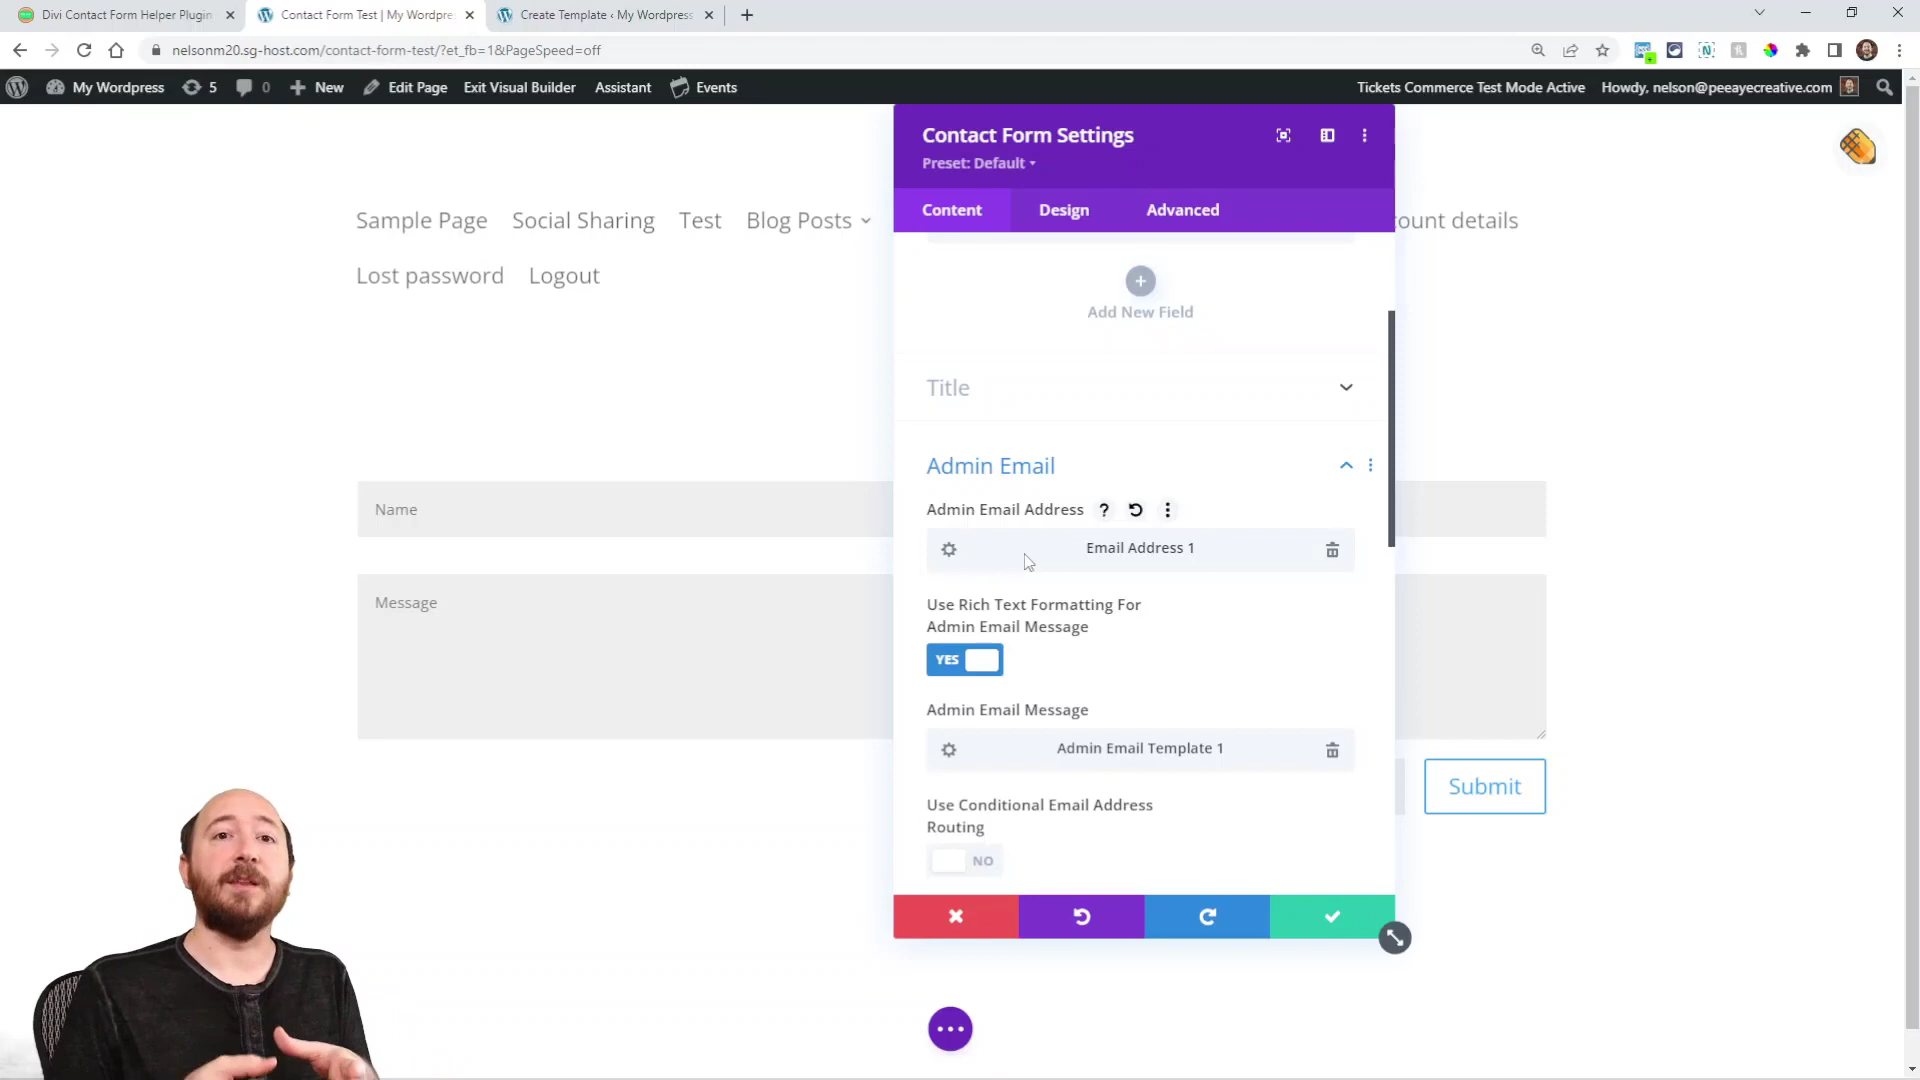 Divi Contact Form Helper Plugin
Contact Form Test | My Wordpre
Create Template ‹ My Wordpress
nelsonm20.sg-host.com/contact-form-test/?et_fb=1&PageSpeed=off
My Wordpress 5 0 New Edit Page Exit Visual Builder Assistant Events Tickets Commerce Test Mode Active Howdy, nelson@peeayecreative.com
Contact Form Settings
Preset: Default
Content Design Advanced
Sample Page Social Sharing Test Blog Posts ount details
Lost password Logout
Add New Field
Title
Admin Email
Admin Email Address ?
Email Address 1
Name
Use Rich Text Formatting For
Admin Email Message
YES
Message
Admin Email Message
Admin Email Template 1
Submit
Use Conditional Email Address
Routing
NO